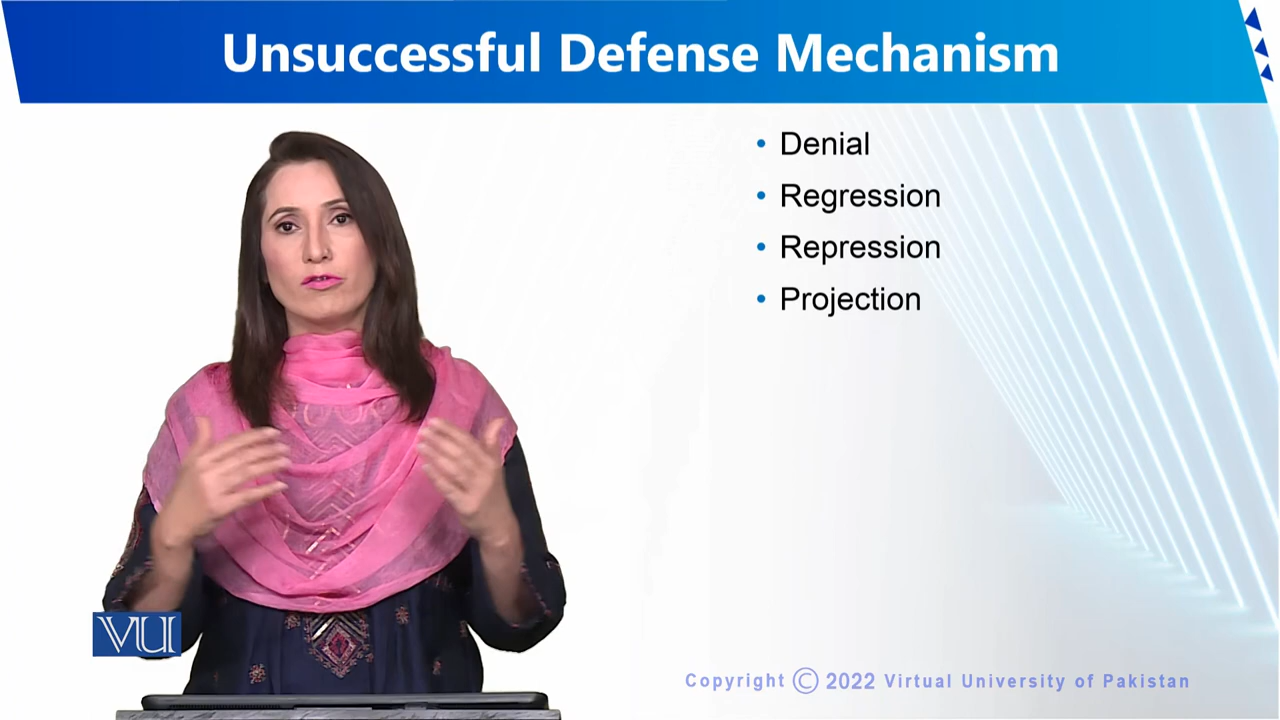 Unsuccessful Defense Mechanism
• Denial
• Regression
• Repression
• Projection
VU
Copyright © 2022 Virtual University of Pakistan